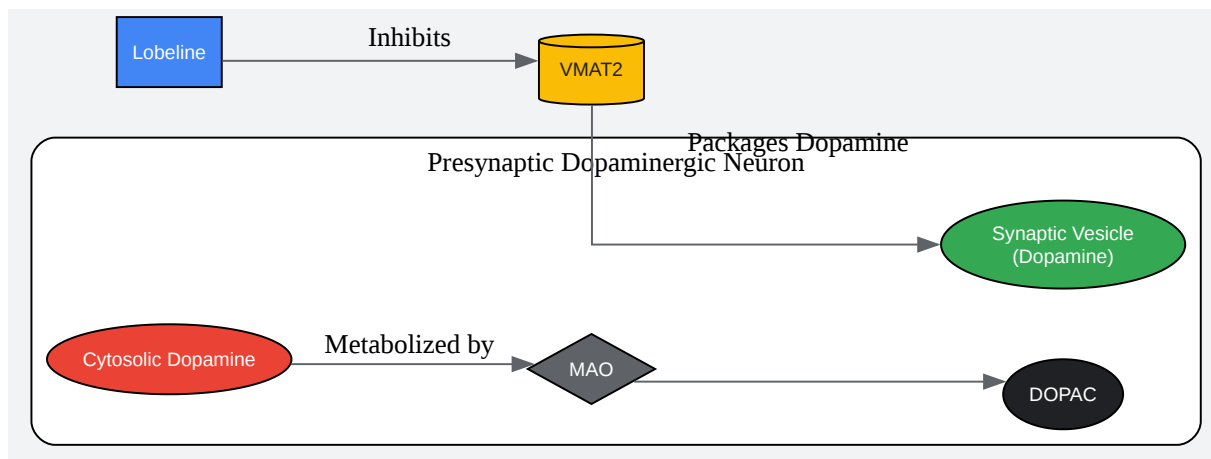 Inhibits
Lobeline
VMAT2
Packages Dopamine
Presynaptic Dopaminergic Neuron
Synaptic Vesicle
(Dopamine)
Metabolized by
Cytosolic Dopamine
MAO
DOPAC